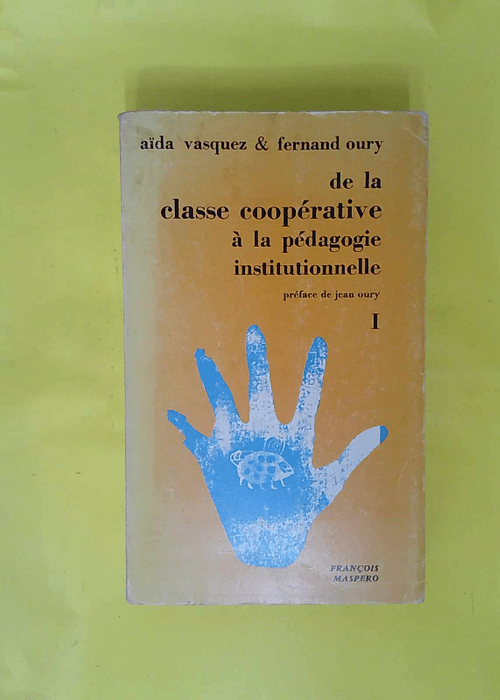 aïda vasquez & fernand oury
de la
classe coopérative
à la pédagogie
institutionnelle
préface de jean oury
I
FRANÇOIS
MASPERO